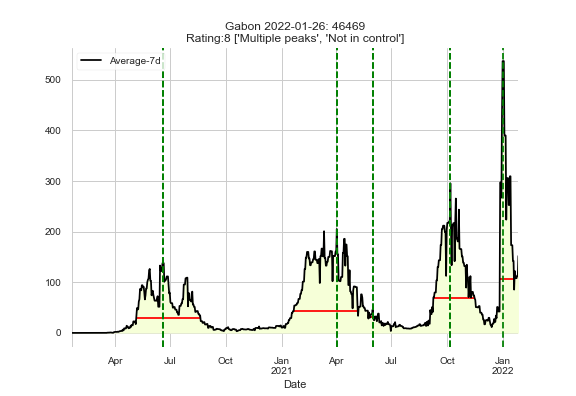 Gabon 2022-01-26: 46469
Rating:8 ['Multiple peaks', 'Not in control']
Average-7d
500
400
300
200
100
0
Apr Jul Oct Jan Apr Jul Oct Jan
2021 2022
Date